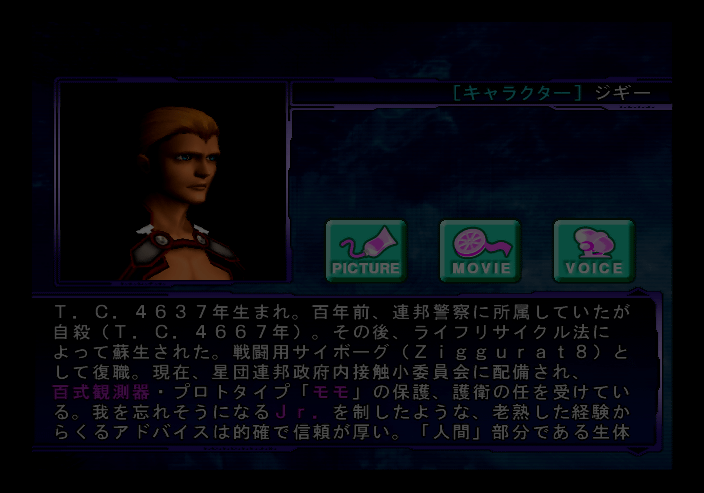 ［キャラクター］ ジギー
PICTURE
MOVIE
VOICE
Ｔ．Ｃ．４６３７年生まれ。百年前、連邦警察に所属していたが
自殺（Ｔ．Ｃ．４６６７年）。その後、ライフリサイクル法に
よって蘇生された。戦闘用サイボーグ（Ｚｉｇｇｕｒａｔ８）と
して復職。現在、星団連邦政府内接触小委員会に配備され、
百式観測器・プロトタイプ「モモ」の保護、護衛の任を受けてい
る。我を忘れそうになるＪｒ．を制したような、老熟した経験か
らくるアドバイスは的確で信頼が厚い。「人間」部分である生体